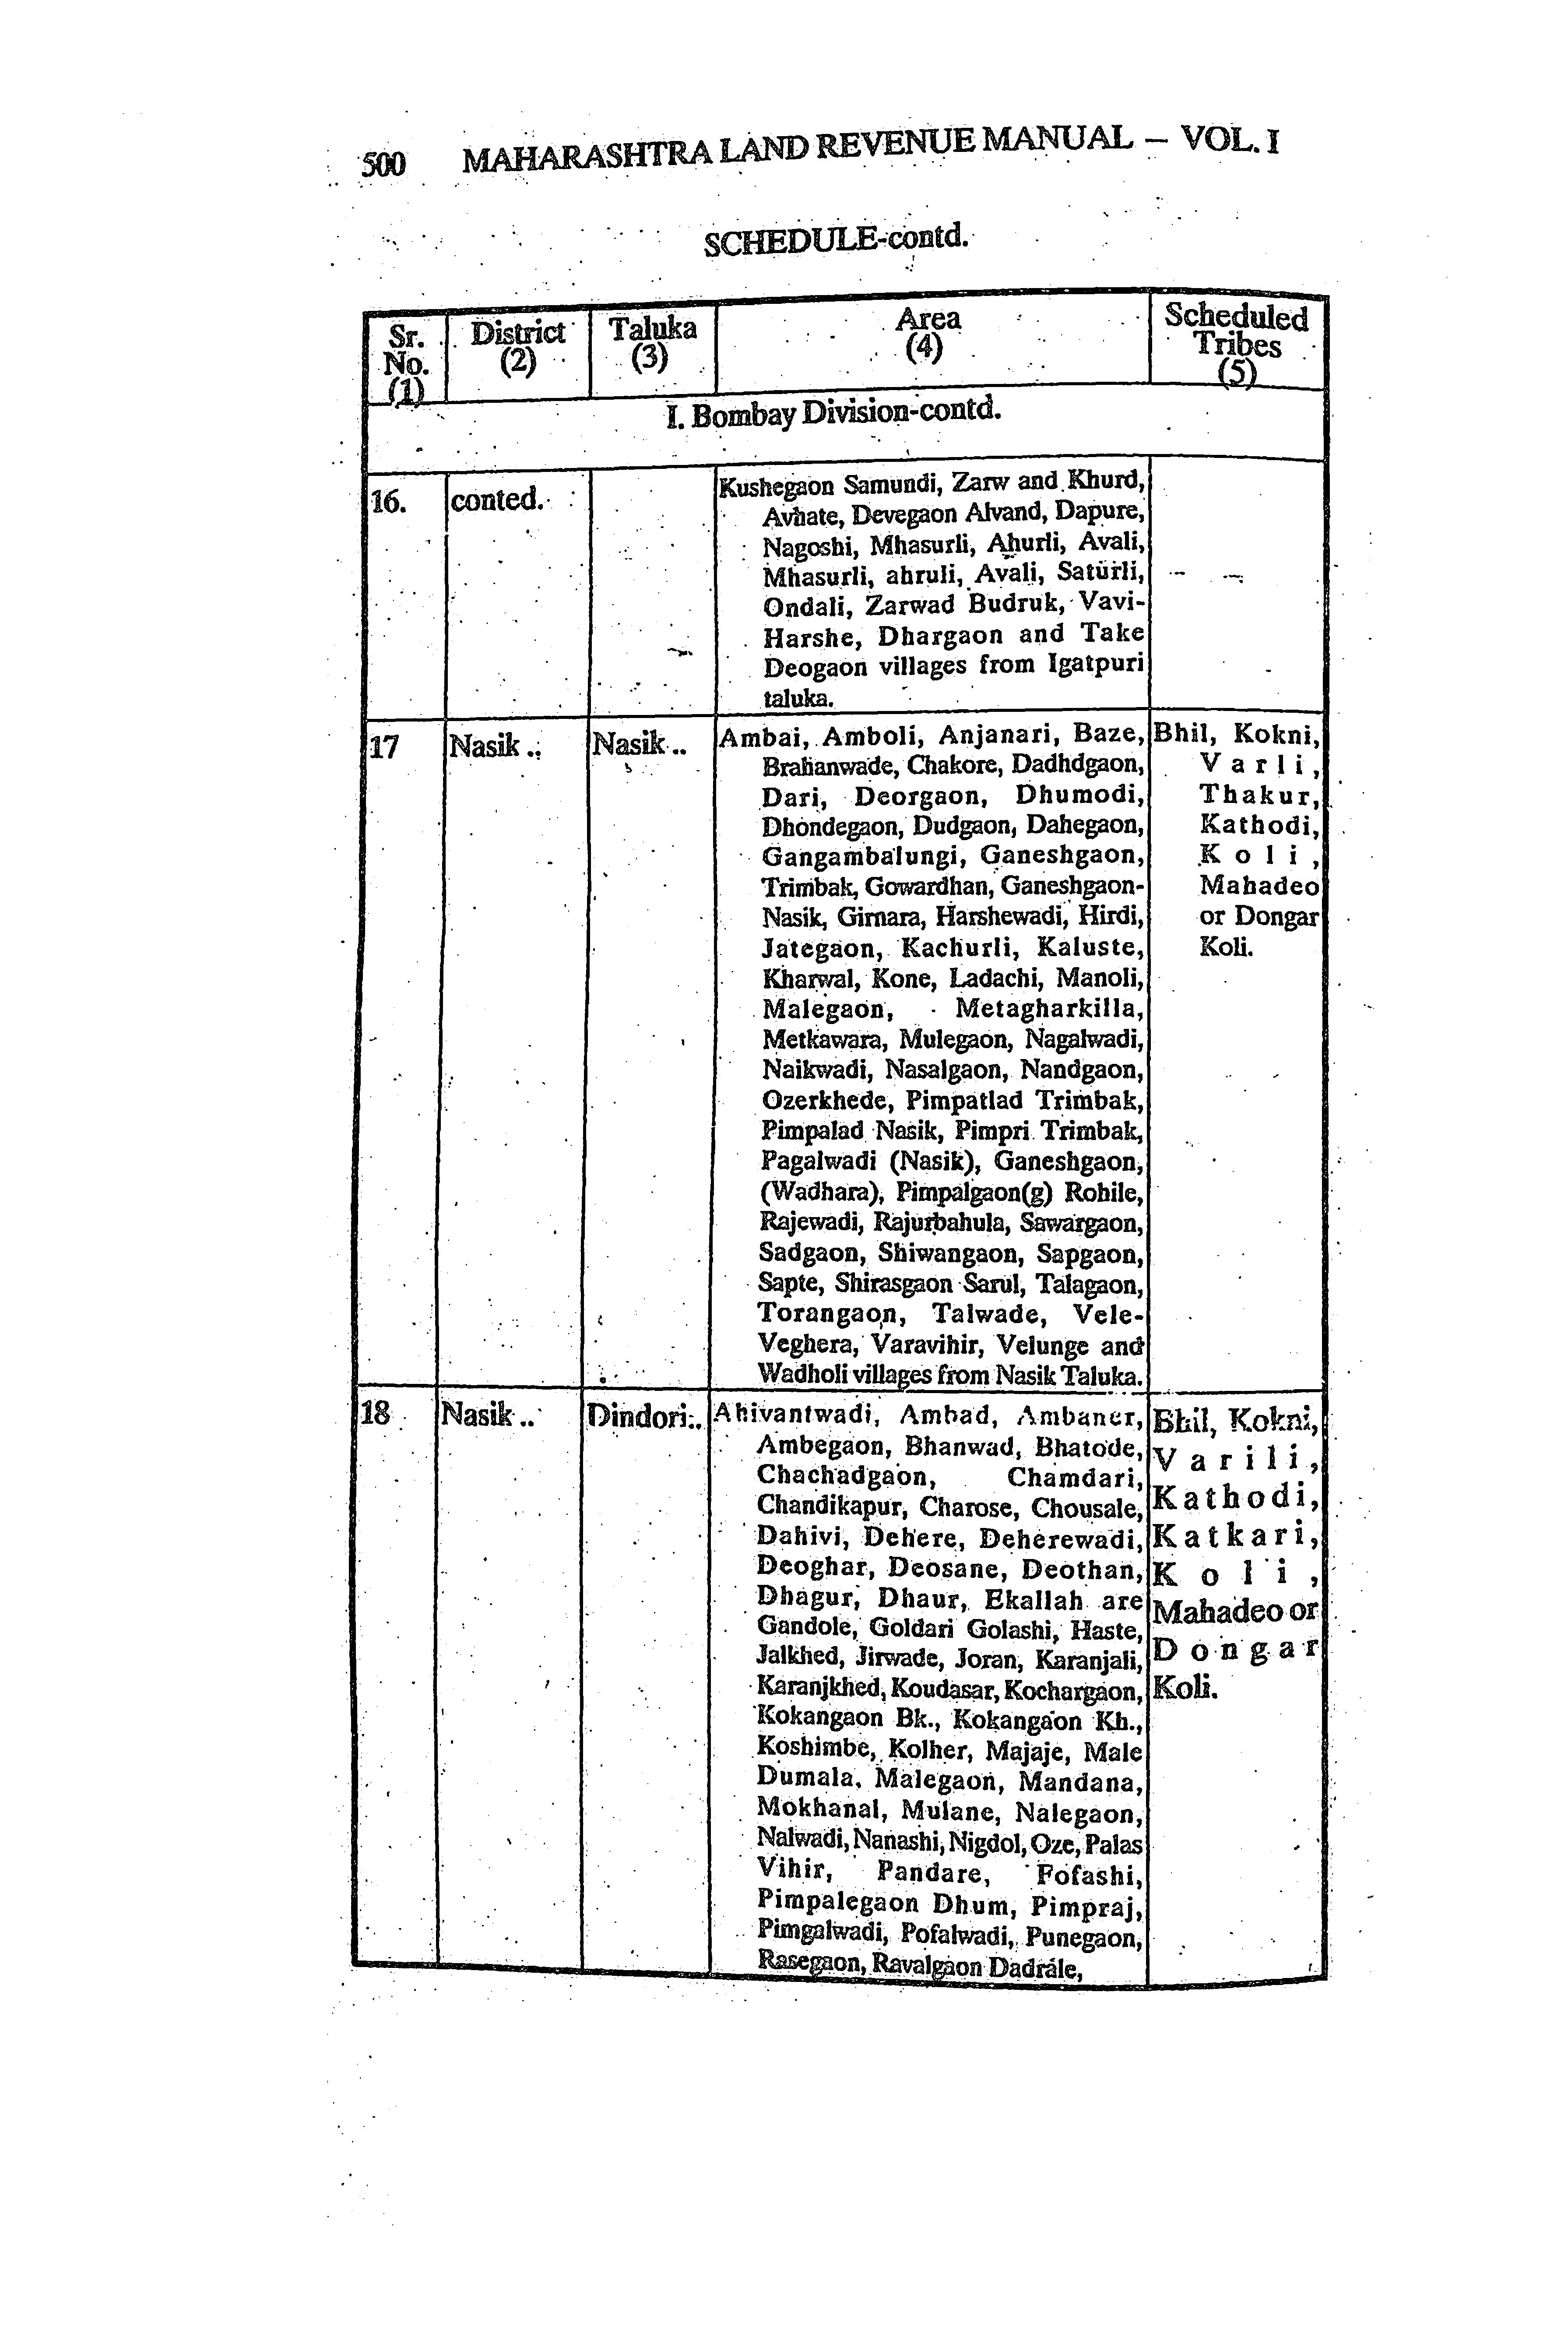 500 MAHARASHTRA LAND REVENUE MANUAL – VOL. I
SCHEDULE-contd.
Sr. No. (1) District (2) Taluka (3) Area (4) Scheduled Tribes (5)
I. Bombay Division-contd.
16. conted. Kushegaon Samundi, Zarw and Khurd,
Avhate, Devegaon Alvand, Dapure,
Nagoshi, Mhasurli, Ahurli, Avali,
Mhasurli, ahruli, Avali, Saturli,
Ondali, Zarwad Budruk, Vavi-
Harshe, Dhargaon and Take
Deogaon villages from Igatpuri
taluka.
17 Nasik .. Nasik .. Ambai, Amboli, Anjanari, Baze, Bhil, Kokni,
Brahanwade, Chakore, Dadhdgaon, Varli,
Dari, Deorgaon, Dhumodi, Thakur,
Dhondegaon, Dudgaon, Dahegaon, Kathodi,
Gangambalungi, Ganeshgaon, Koli,
Trimbak, Gowardhan, Ganeshgaon- Mahadeo
Nasik, Girnara, Harshewadi, Hirdi, or Dongar
Jategaon, Kachurli, Kaluste, Koli.
Kharwal, Kone, Ladachi, Manoli,
Malegaon, Metagharkilla,
Metkawara, Mulegaon, Nagalwadi,
Naikwadi, Nasalgaon, Nandgaon,
Ozerkhede, Pimpatlad Trimbak,
Pimpalad Nasik, Pimpri Trimbak,
Pagalwadi (Nasik), Ganeshgaon,
(Wadhara), Pimpalgaon(g) Rohile,
Rajewadi, Rajurbahula, Sawargaon,
Sadgaon, Shiwangaon, Sapgaon,
Sapte, Shirasgaon Sarul, Talagaon,
Torangaon, Talwade, Vele-
Veghera, Varavihir, Velunge and
Wadholi villages from Nasik Taluka.
18 Nasik .. Dindori .. Ahivantwadi, Ambad, Ambaner, Bhil, Kokni,
Ambegaon, Bhanwad, Bhatode, Varili,
Chachadgaon, Chamdari,
Chandikapur, Charose, Chousale, Kathodi,
Dahivi, Dehere, Deherewadi, Katkari,
Deoghar, Deosane, Deothan, Koli,
Dhagur, Dhaur, Ekallah are Mahadeo or
Gandole, Goldari Golashi, Haste,
Jalkhed, Jirwade, Joran, Karanjali, Dongar
Karanjkhed, Koudasar, Kochargaon, Koli.
Kokangaon Bk., Kokangaon Kh.,
Koshimbe, Kolher, Majaje, Male
Dumala, Malegaon, Mandana,
Mokhanal, Mulane, Nalegaon,
Nalwadi, Nanashi, Nigdol, Oze, Palas
Vihir, Pandare, Fofashi,
Pimpalegaon Dhum, Pimpraj,
Pimgalwadi, Pofalwadi, Punegaon,
Rasegaon, Ravalgaon Dadrale,